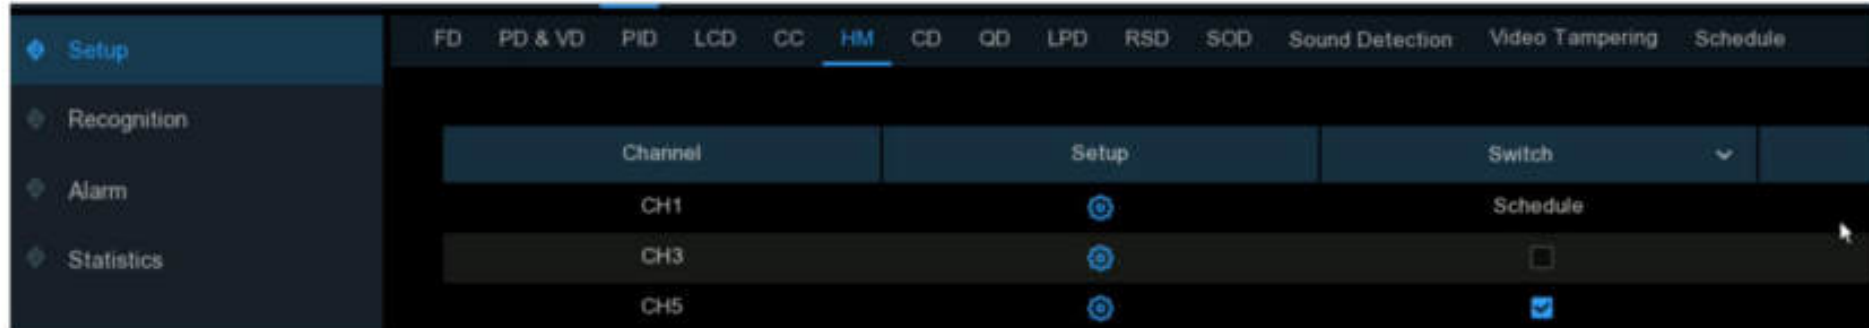 FD PD & VD PID LCD CC HM CD QD LPD RSD SOD Sound Detection Video Tampering Schedule
Setup
Recognition
Alarm
Statistics
Channel Setup Switch
CH1 Schedule
CH3
CH5